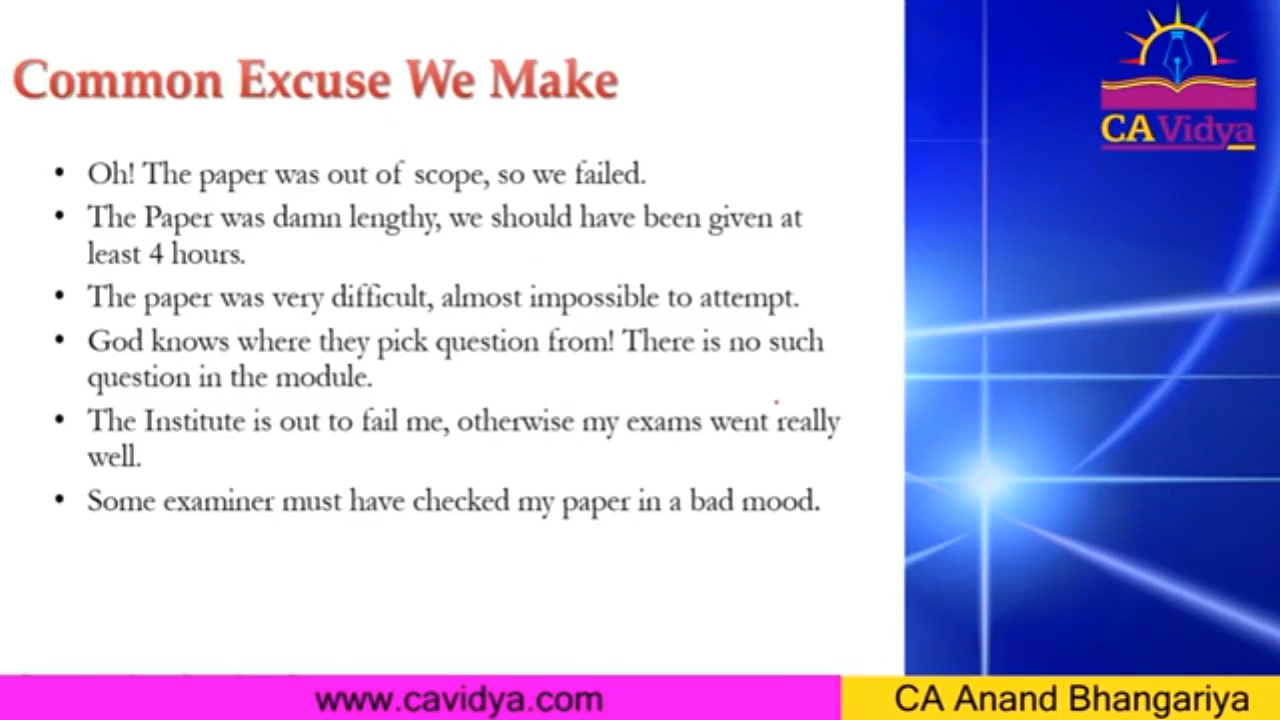 Common Excuse We Make
CA Vidya
• Oh! The paper was out of scope, so we failed.
• The Paper was damn lengthy, we should have been given at
least 4 hours.
• The paper was very difficult, almost impossible to attempt.
• God knows where they pick question from! There is no such
question in the module.
• The Institute is out to fail me, otherwise my exams went really
well.
• Some examiner must have checked my paper in a bad mood.
www.cavidya.com
CA Anand Bhangariya